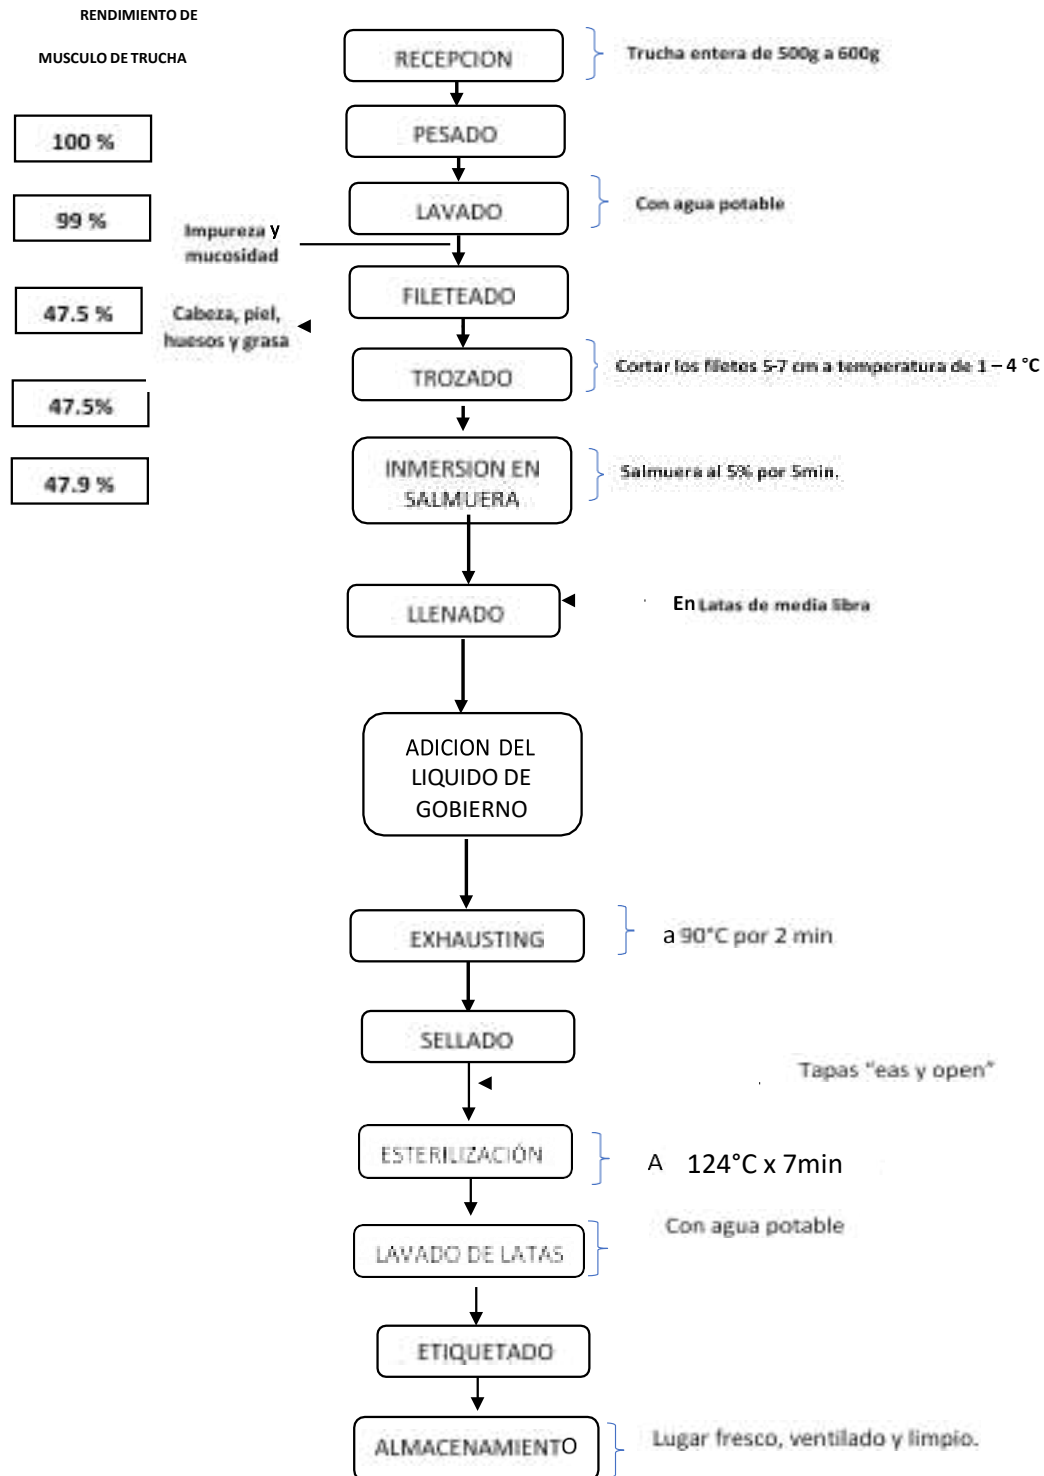 RENDIMIENTO DE
MUSCULO DE TRUCHA
RECEPCION
Trucha entera de 500g a 600g
100 %
PESADO
99 %
LAVADO
Con agua potable
Impureza y
mucosidad
47.5 %
FILETEADO
Cabeza, piel,
huesos y grasa
TROZADO
Cortar los filetes 5-7 cm a temperatura de 1 – 4 °C
47.5%
47.9 %
INMERSION EN
SALMUERA
Salmuera al 5% por 5min.
LLENADO
En Latas de media libra
ADICION DEL
LIQUIDO DE
GOBIERNO
EXHAUSTING
a 90°C por 2 min
SELLADO
Tapas "eas y open"
ESTERILIZACIÓN
A 124°C x 7min
LAVADO DE LATAS
Con agua potable
ETIQUETADO
ALMACENAMIENTO
Lugar fresco, ventilado y limpio.